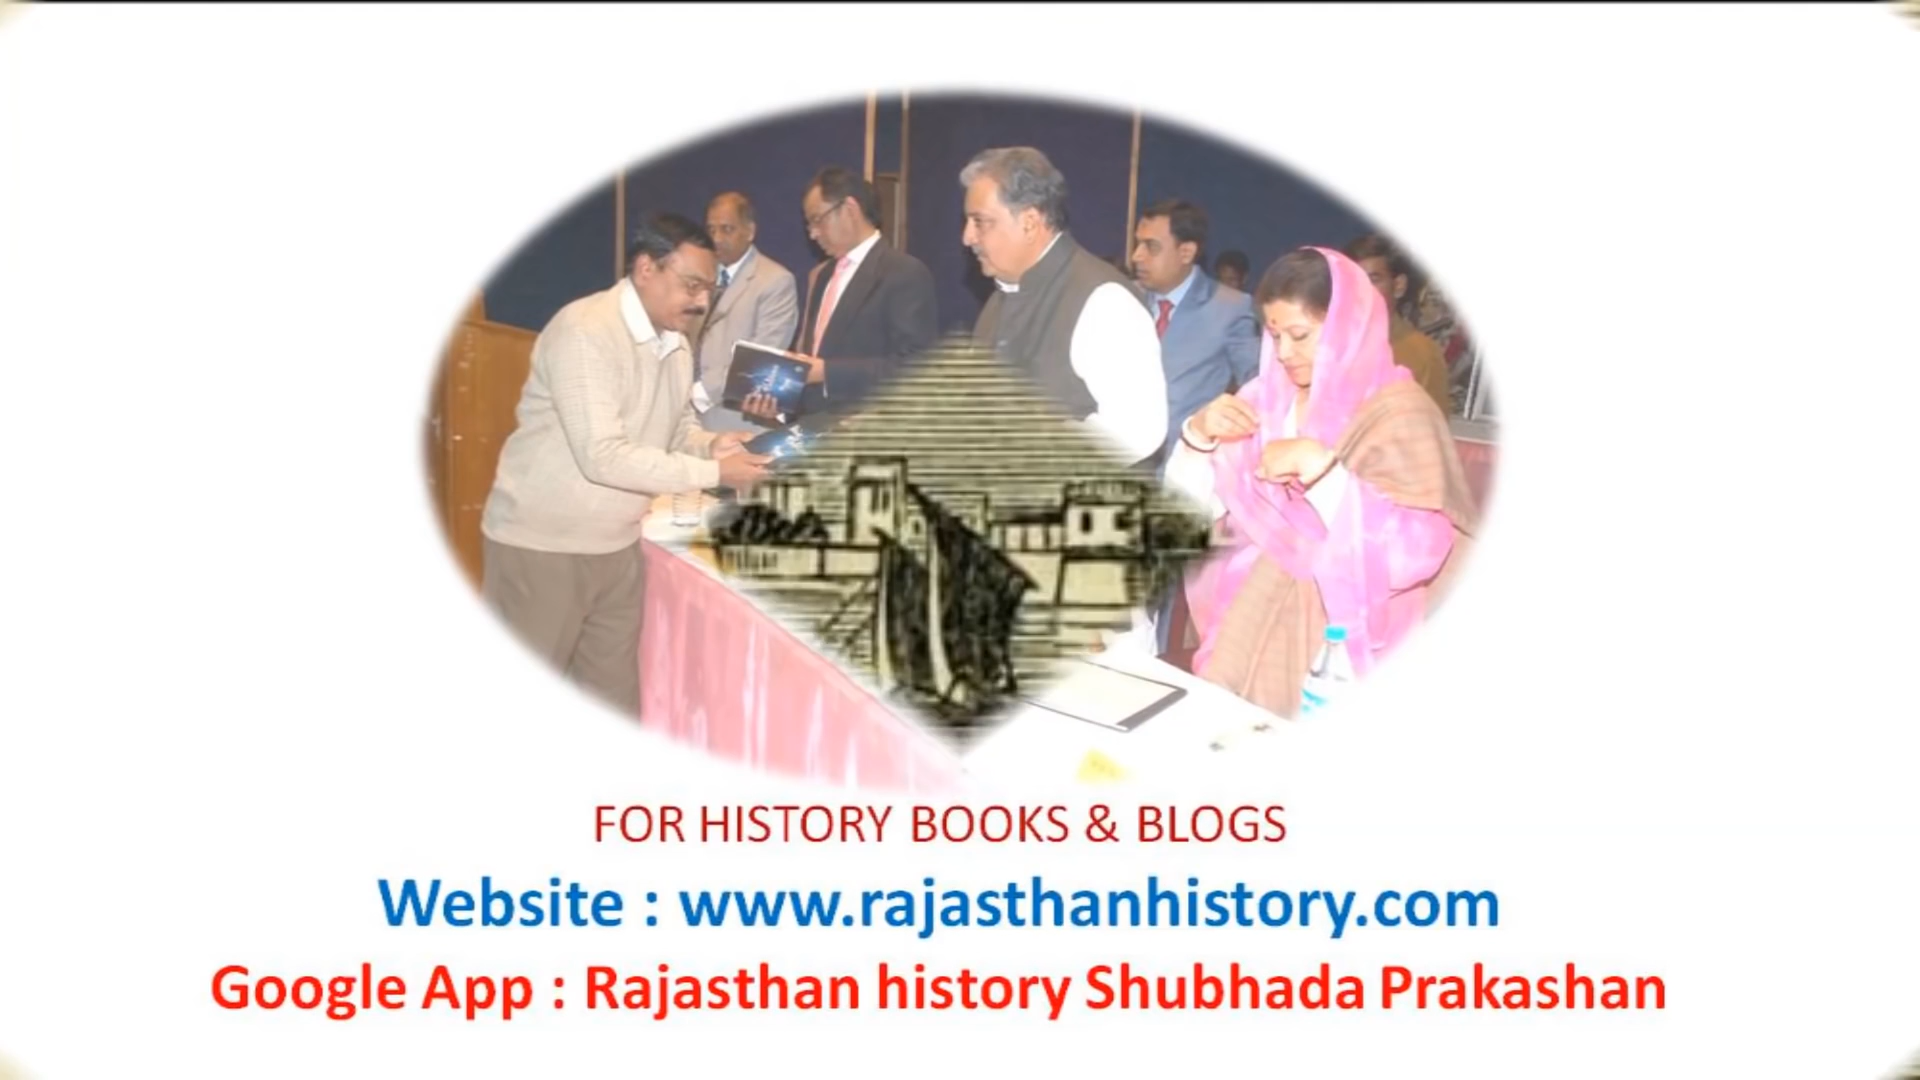 FOR HISTORY BOOKS & BLOGS
Website : www.rajasthanhistory.com
Google App : Rajasthan history Shubhada Prakashan